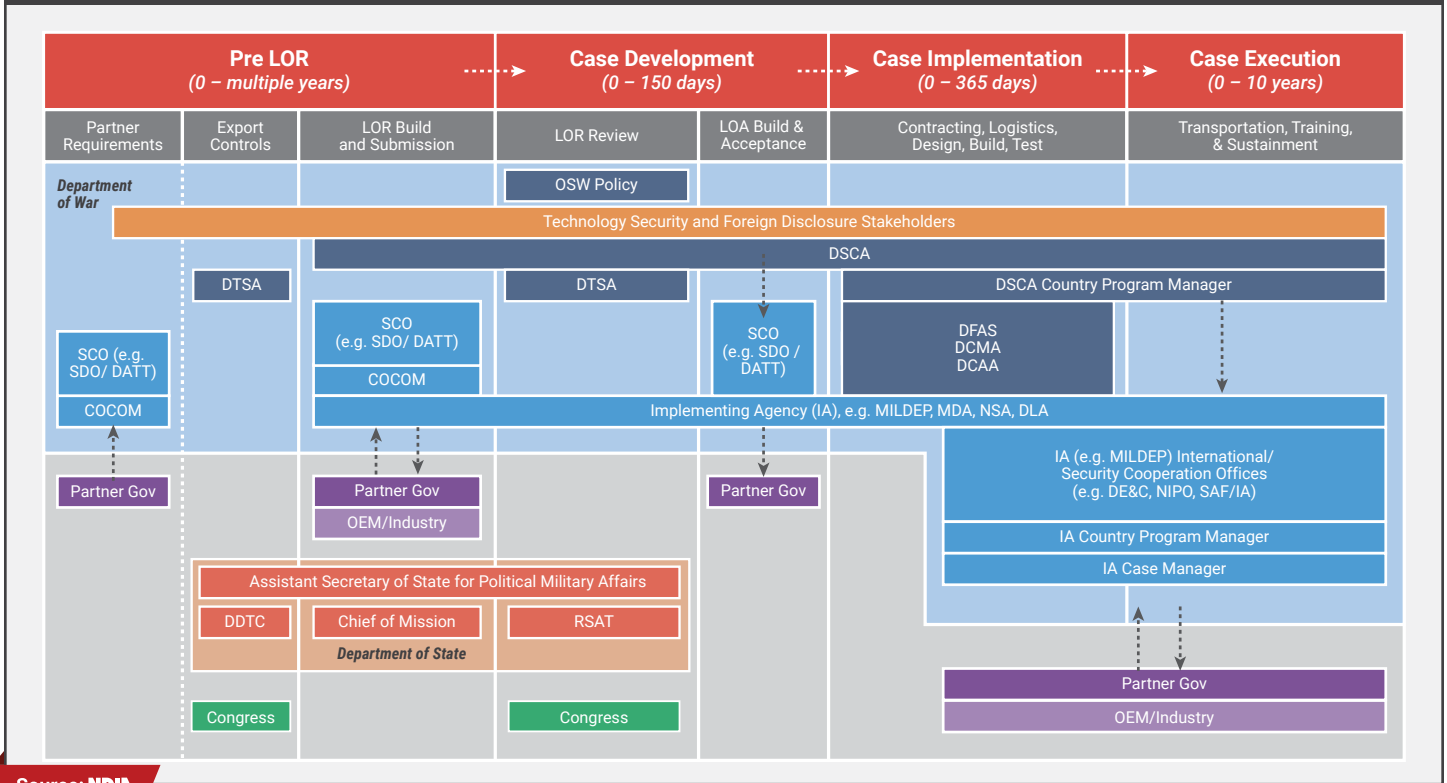 Pre LOR
(0 – multiple years)
Case Development
(0 – 150 days)
Case Implementation
(0 – 365 days)
Case Execution
(0 – 10 years)
Partner
Requirements
Export
Controls
LOR Build
and Submission
LOR Review
LOA Build &
Acceptance
Contracting, Logistics,
Design, Build, Test
Transportation, Training,
& Sustainment
Department
of War
OSW Policy
Technology Security and Foreign Disclosure Stakeholders
DSCA
DTSA
DTSA
DSCA Country Program Manager
SCO (e.g.
SDO/ DATT)
COCOM
SCO
(e.g. SDO/ DATT)
COCOM
SCO
(e.g. SDO /
DATT)
DFAS
DCMA
DCAA
Implementing Agency (IA), e.g. MILDEP, MDA, NSA, DLA
Partner Gov
Partner Gov
OEM/Industry
Partner Gov
IA (e.g. MILDEP) International/
Security Cooperation Offices
(e.g. DE&C, NIPO, SAF/IA)
IA Country Program Manager
IA Case Manager
Assistant Secretary of State for Political Military Affairs
DDTC
Chief of Mission
RSAT
Department of State
Partner Gov
OEM/Industry
Congress
Congress
Source: NDIA